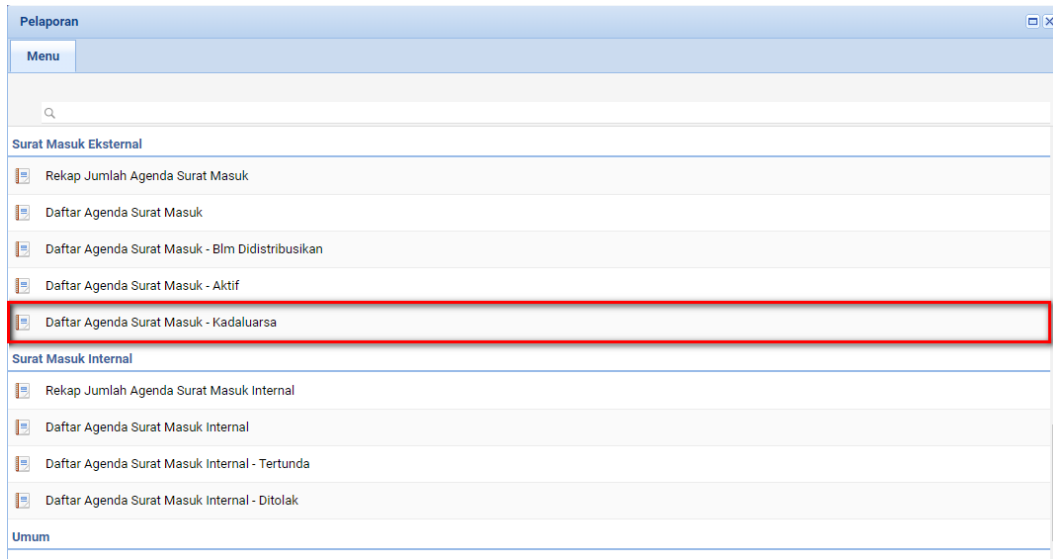 Pelaporan
Menu
Surat Masuk Eksternal
Rekap Jumlah Agenda Surat Masuk
Daftar Agenda Surat Masuk
Daftar Agenda Surat Masuk - Blm Didistribusikan
Daftar Agenda Surat Masuk - Aktif
Daftar Agenda Surat Masuk - Kadaluarsa
Surat Masuk Internal
Rekap Jumlah Agenda Surat Masuk Internal
Daftar Agenda Surat Masuk Internal
Daftar Agenda Surat Masuk Internal - Tertunda
Daftar Agenda Surat Masuk Internal - Ditolak
Umum